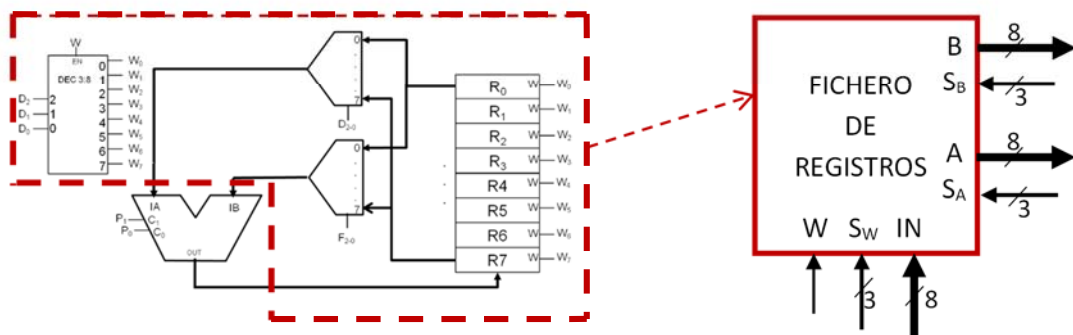 W
EN
DEC 3:8
D₂ 2
D₁ 1
D₀ 0
0 W₀
1 W₁
2 W₂
3 W₃
4 W₄
5 W₅
6 W₆
7 W₇
0
7
D₂₋₀
0
7
F₂₋₀
R₀ W W₀
R₁ W W₁
R₂ W W₂
R₃ W W₃
R4 W W₄
R5 W W₅
R6 W W₆
R7 W W₇
IA IB
P₁ C₁
P₀ C₀
OUT
FICHERO
DE
REGISTROS
B 8
S_B 3
A 8
S_A 3
W S_W IN
3 8